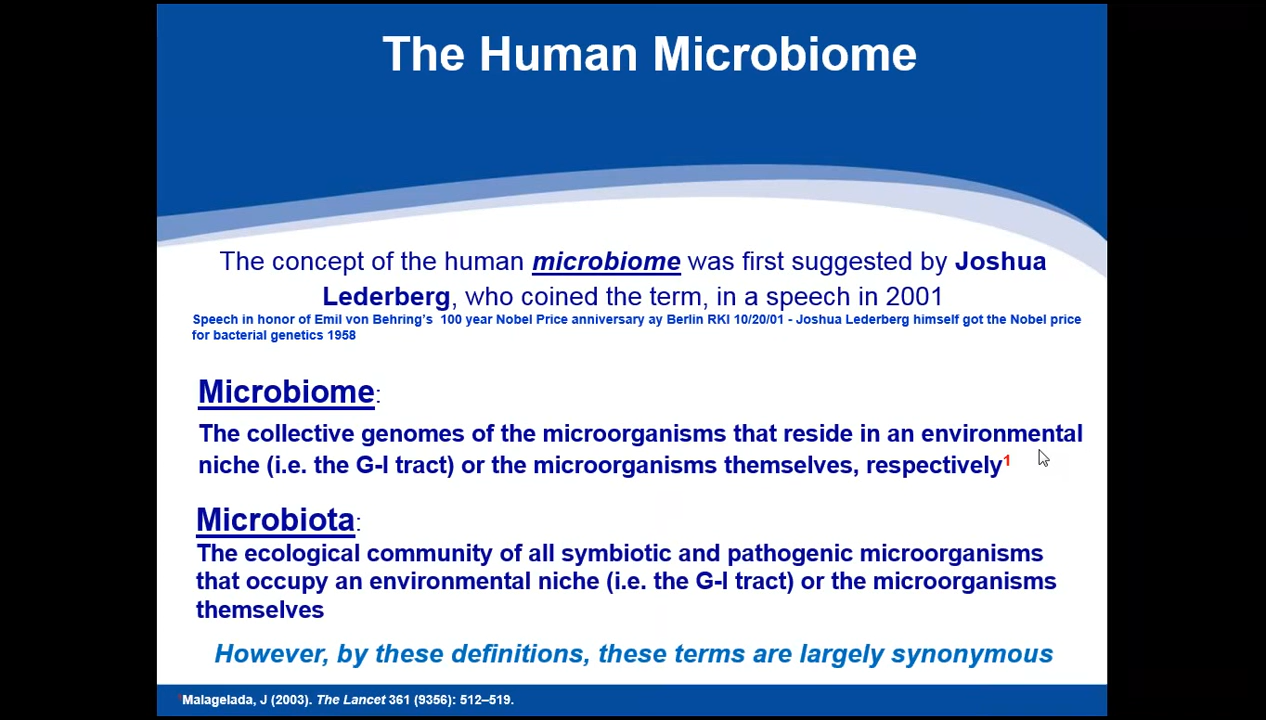 The Human Microbiome
The concept of the human microbiome was first suggested by Joshua
Lederberg, who coined the term, in a speech in 2001
Speech in honor of Emil von Behring’s 100 year Nobel Price anniversary ay Berlin RKI 10/20/01 - Joshua Lederberg himself got the Nobel price
for bacterial genetics 1958
Microbiome:
The collective genomes of the microorganisms that reside in an environmental
niche (i.e. the G-I tract) or the microorganisms themselves, respectively1
Microbiota:
The ecological community of all symbiotic and pathogenic microorganisms
that occupy an environmental niche (i.e. the G-I tract) or the microorganisms
themselves
However, by these definitions, these terms are largely synonymous
1Malagelada, J (2003). The Lancet 361 (9356): 512–519.